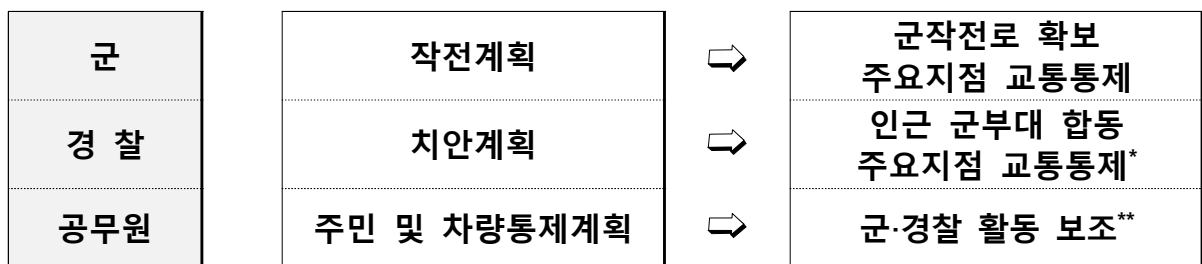 군 작전계획 ⇨ 군작전로 확보
주요지점 교통통제
경 찰 치안계획 ⇨ 인근 군부대 합동
주요지점 교통통제*
공무원 주민 및 차량통제계획 ⇨ 군·경찰 활동 보조**